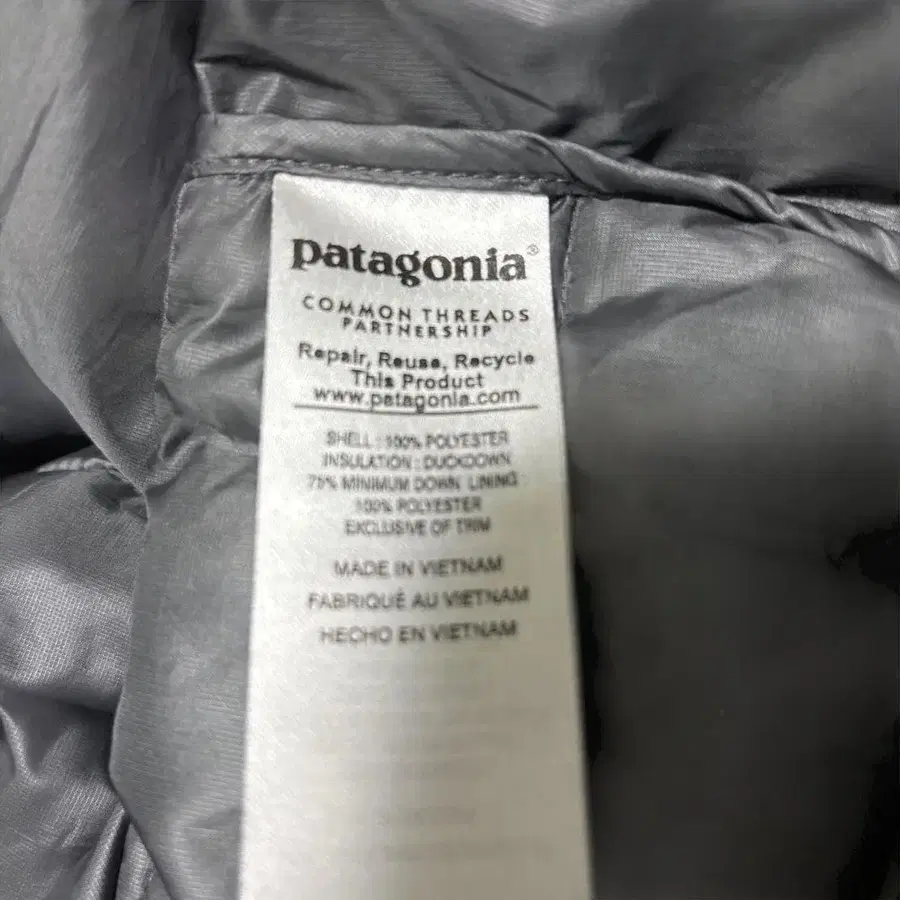 patagonia®
COMMON THREADS
PARTNERSHIP
Repair, Reuse, Recycle
This Product
www.patagonia.com
SHELL : 100% POLYESTER
INSULATION : DUCKDOWN
75% MINIMUM DOWN LINING :
100% POLYESTER
EXCLUSIVE OF TRIM
MADE IN VIETNAM
FABRIQUÉ AU VIETNAM
HECHO EN VIETNAM